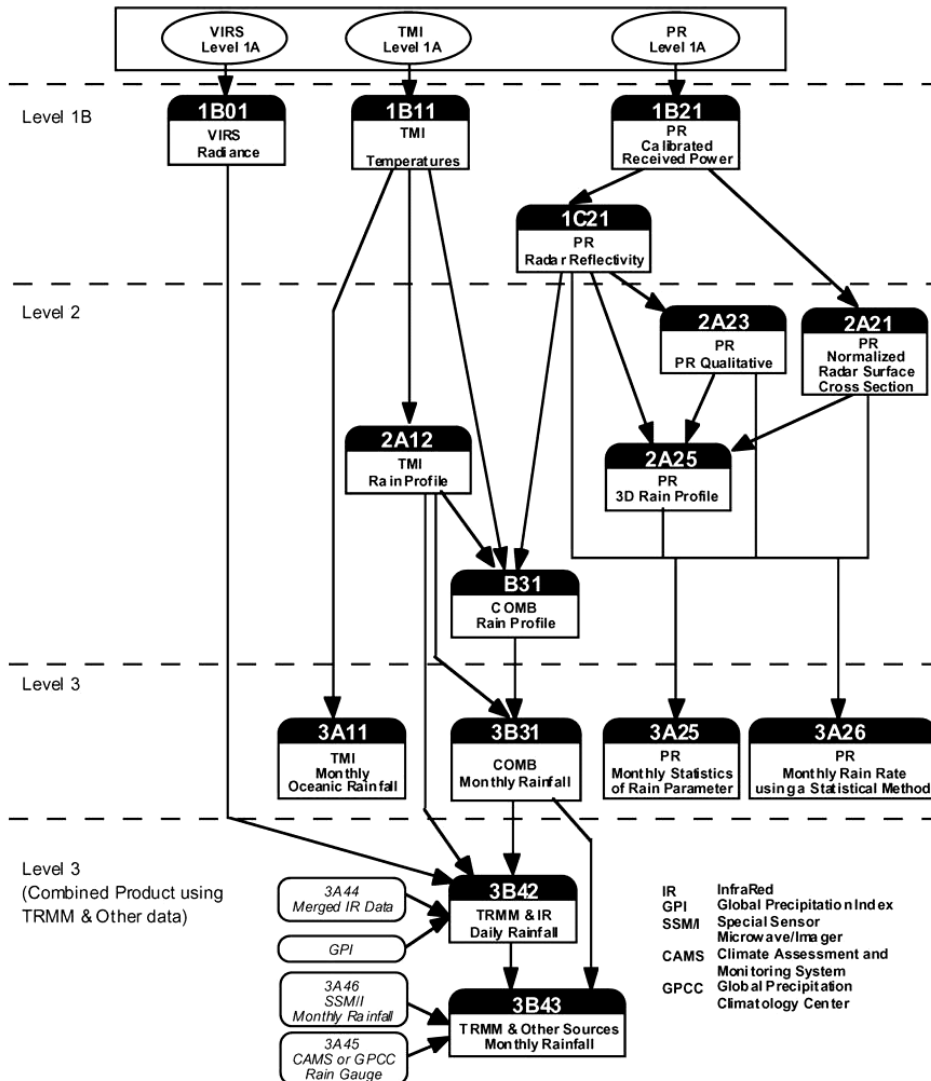 VIRS
Level 1A
TMI
Level 1A
PR
Level 1A
Level 1B
1B01
VIRS
Radiance
1B11
TMI
Temperatures
1B21
PR
Calibrated
Received Power
1C21
PR
Radar Reflectivity
Level 2
2A23
PR
PR Qualitative
2A21
PR
Normalized
Radar Surface
Cross Section
2A12
TMI
Rain Profile
2A25
PR
3D Rain Profile
B31
COMB
Rain Profile
Level 3
3A11
TMI
Monthly
Oceanic Rainfall
3B31
COMB
Monthly Rainfall
3A25
PR
Monthly Statistics
of Rain Parameter
3A26
PR
Monthly Rain Rate
using a Statistical Method
Level 3
(Combined Product using
TRMM & Other data)
3A44
Merged IR Data
GPI
3A46
SSM/I
Monthly Rainfall
3A45
CAMS or GPCC
Rain Gauge
3B42
TRMM & IR
Daily Rainfall
3B43
TRMM & Other Sources
Monthly Rainfall
IR InfraRed
GPI Global Precipitation Index
SSM/I Special Sensor
Microwave/Imager
CAMS Climate Assessment and
Monitoring System
GPCC Global Precipitation
Climatology Center